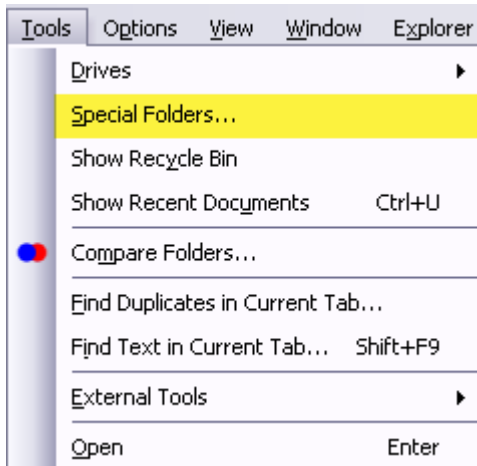 Tools Options View Window Explorer
Drives
Special Folders...
Show Recycle Bin
Show Recent Documents Ctrl+U
Compare Folders...
Find Duplicates in Current Tab...
Find Text in Current Tab... Shift+F9
External Tools
Open Enter